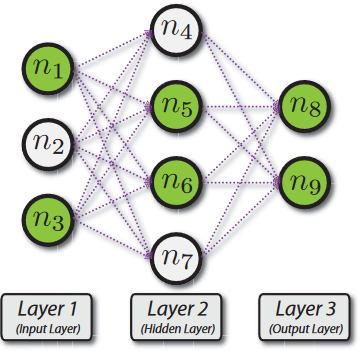 n4
n1
n5
n8
n2
n6
n9
n3
n7
Layer 1
(Input Layer)
Layer 2
(Hidden Layer)
Layer 3
(Output Layer)